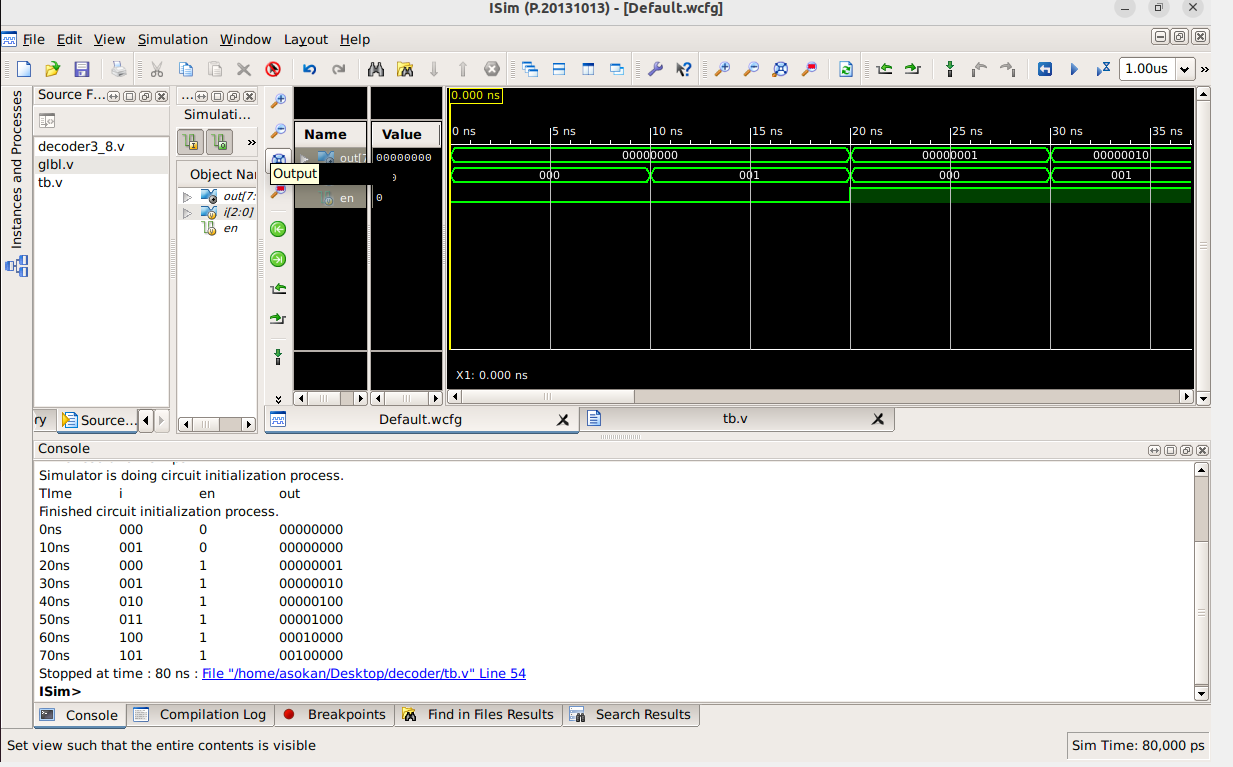 ISim (P.20131013) - [Default.wcfg]
File Edit View Simulation Window Layout Help
1.00us »
Instances and Processes
Source F...
decoder3_8.v
glbl.v
tb.v
ry Source...
...
Simulati...
»
Object Nar
out[7:
i[2:0]
en
Name Value
out[7 00000000
Output
en 0
0.000 ns
0 ns 5 ns 10 ns 15 ns 20 ns 25 ns 30 ns 35 ns
00000000 00000001 00000010
000 001 000 001
X1: 0.000 ns
Default.wcfg tb.v
Console
Simulator is doing circuit initialization process.
TIme i en out
Finished circuit initialization process.
0ns 000 0 00000000
10ns 001 0 00000000
20ns 000 1 00000001
30ns 001 1 00000010
40ns 010 1 00000100
50ns 011 1 00001000
60ns 100 1 00010000
70ns 101 1 00100000
Stopped at time : 80 ns : File "/home/asokan/Desktop/decoder/tb.v" Line 54
ISim>
Console Compilation Log Breakpoints Find in Files Results Search Results
Set view such that the entire contents is visible Sim Time: 80,000 ps